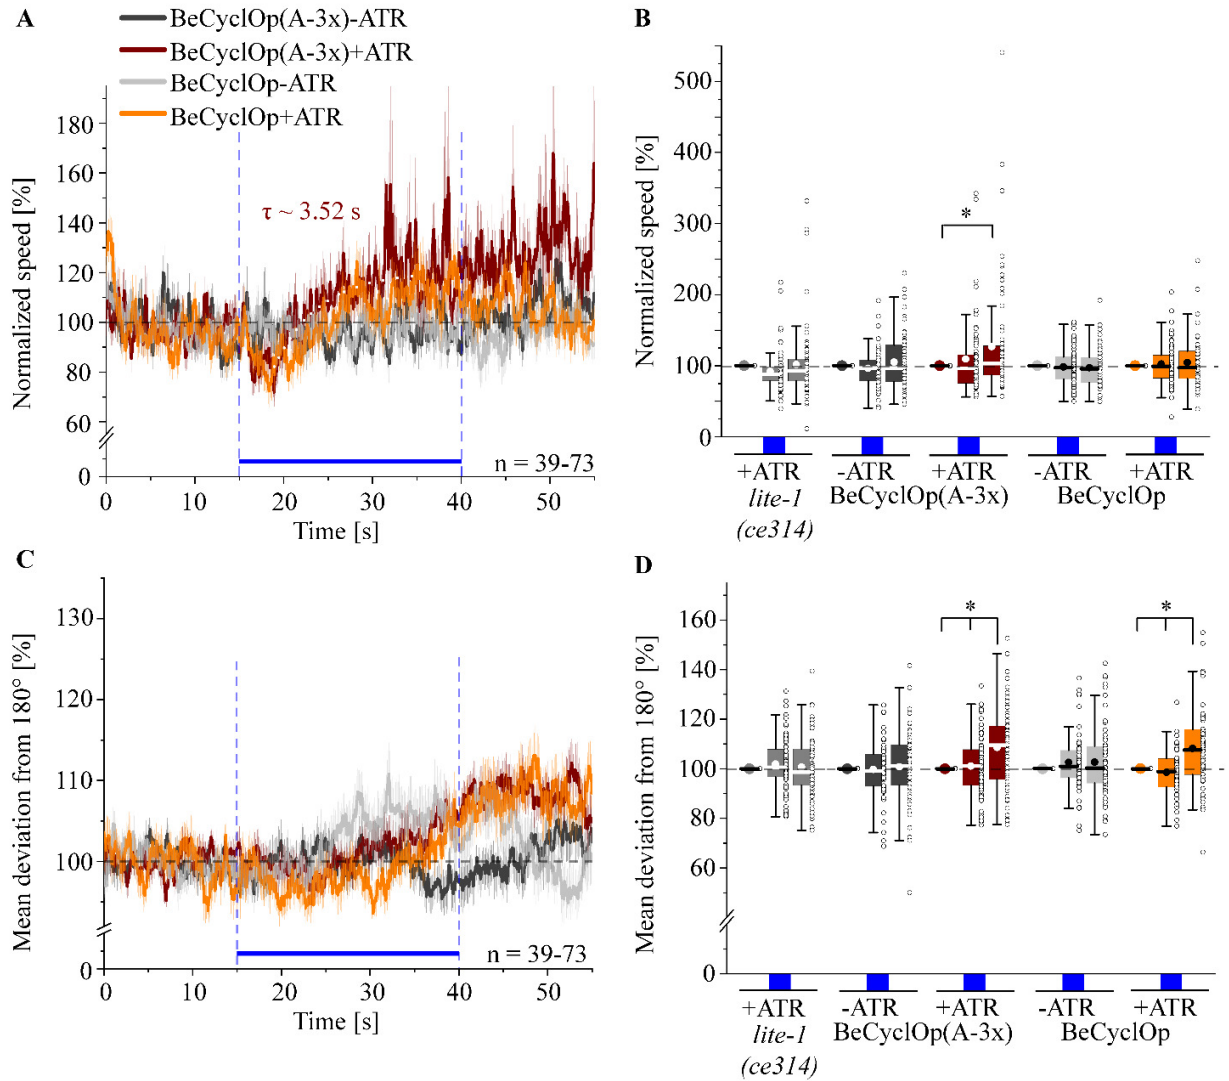 A
BeCyclOp(A-3x)-ATR
BeCyclOp(A-3x)+ATR
BeCyclOp-ATR
BeCyclOp+ATR
Normalized speed [%]
180
160
140
120
100
80
60
0
τ ~ 3.52 s
n = 39-73
0 10 20 30 40 50
Time [s]
B
Normalized speed [%]
500
400
300
200
100
0
*
+ATR -ATR +ATR -ATR +ATR
lite-1 BeCyclOp(A-3x) BeCyclOp
(ce314)
C
Mean deviation from 180° [%]
130
120
110
100
0
n = 39-73
0 10 20 30 40 50
Time [s]
D
Mean deviation from 180° [%]
160
140
120
100
80
60
0
* *
+ATR -ATR +ATR -ATR +ATR
lite-1 BeCyclOp(A-3x) BeCyclOp
(ce314)